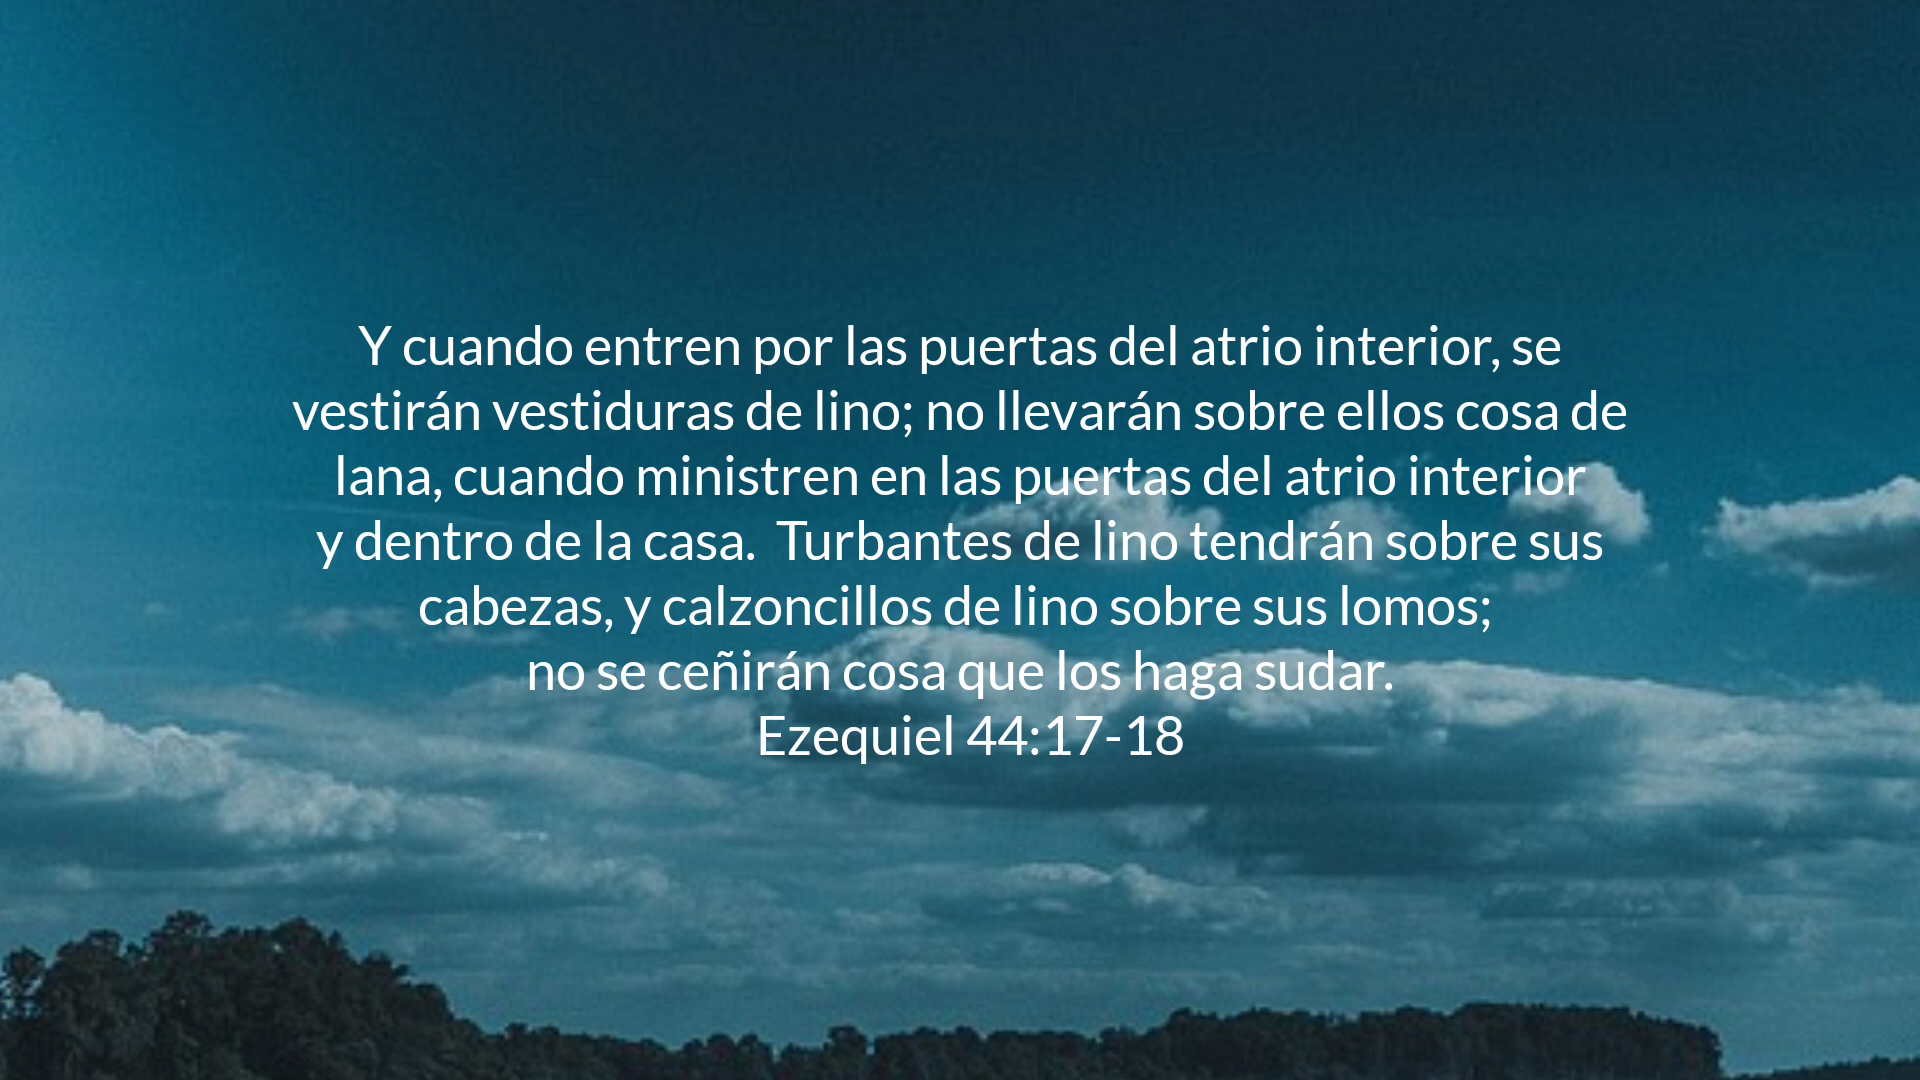 Y cuando entren por las puertas del atrio interior, se
vestirán vestiduras de lino; no llevarán sobre ellos cosa de
lana, cuando ministren en las puertas del atrio interior
y dentro de la casa.  Turbantes de lino tendrán sobre sus
cabezas, y calzoncillos de lino sobre sus lomos;
no se ceñirán cosa que los haga sudar.
Ezequiel 44:17-18